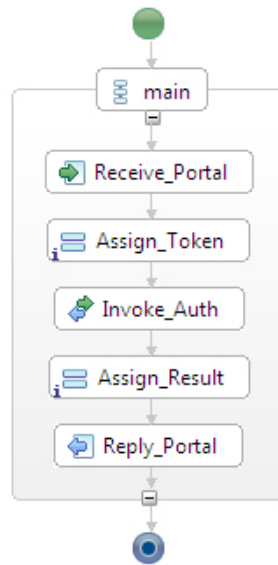 main
Receive_Portal
i Assign_Token
Invoke_Auth
i Assign_Result
Reply_Portal